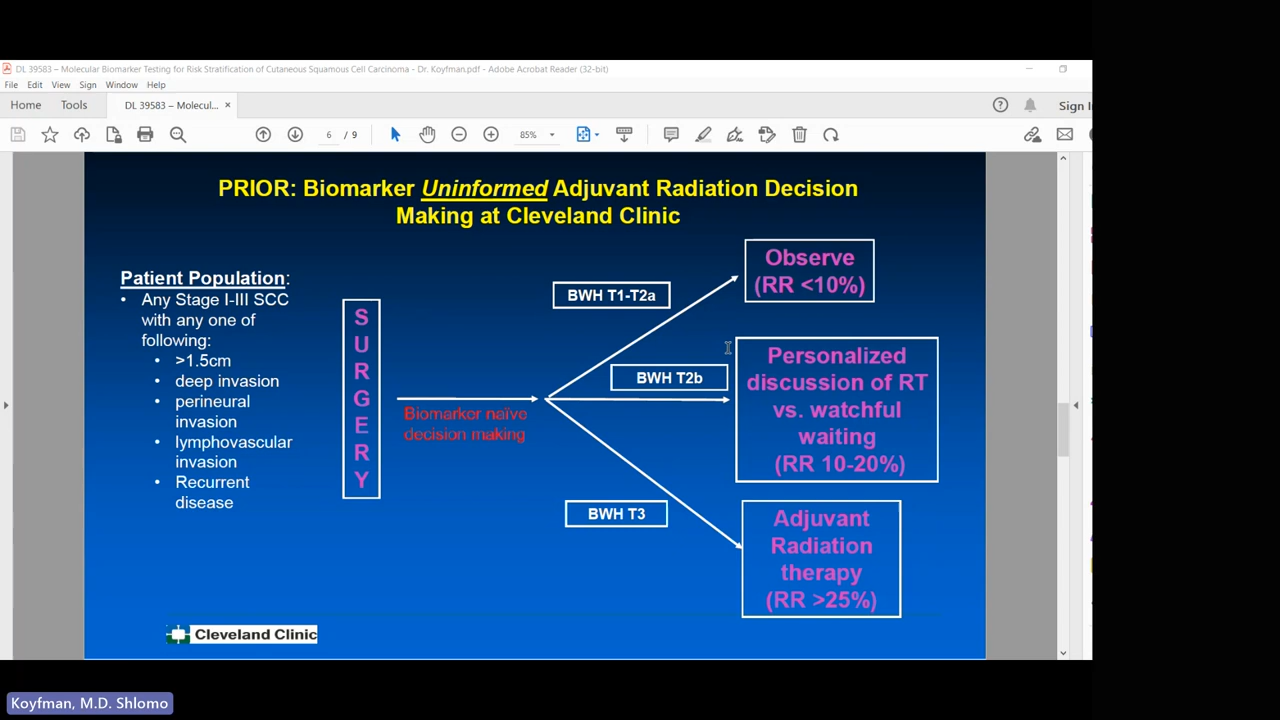 DL 39583 – Molecular Biomarker Testing for Risk Stratification of Cutaneous Squamous Cell Carcinoma - Dr. Koyfman.pdf - Adobe Acrobat Reader (32-bit)
File Edit View Sign Window Help
Home Tools DL 39583 – Molecul... × Sign In
6 / 9 85%
PRIOR: Biomarker Uninformed Adjuvant Radiation Decision
Making at Cleveland Clinic
Patient Population:
• Any Stage I-III SCC
with any one of
following:
• >1.5cm
• deep invasion
• perineural
invasion
• lymphovascular
invasion
• Recurrent
disease
S
U
R
G
E
R
Y
Biomarker naïve
decision making
BWH T1-T2a
BWH T2b
BWH T3
Observe
(RR <10%)
Personalized
discussion of RT
vs. watchful
waiting
(RR 10-20%)
Adjuvant
Radiation
therapy
(RR >25%)
Cleveland Clinic
Koyfman, M.D. Shlomo